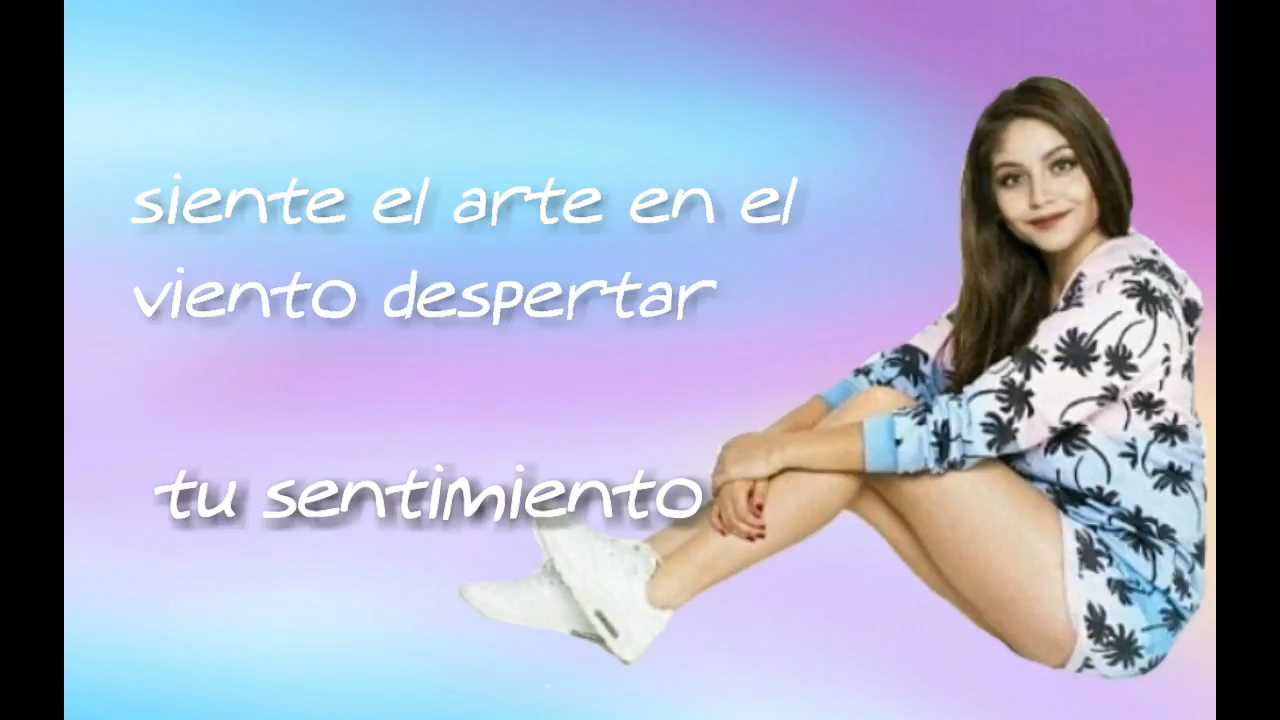 siente el arte en el
viento despertar
tu sentimiento